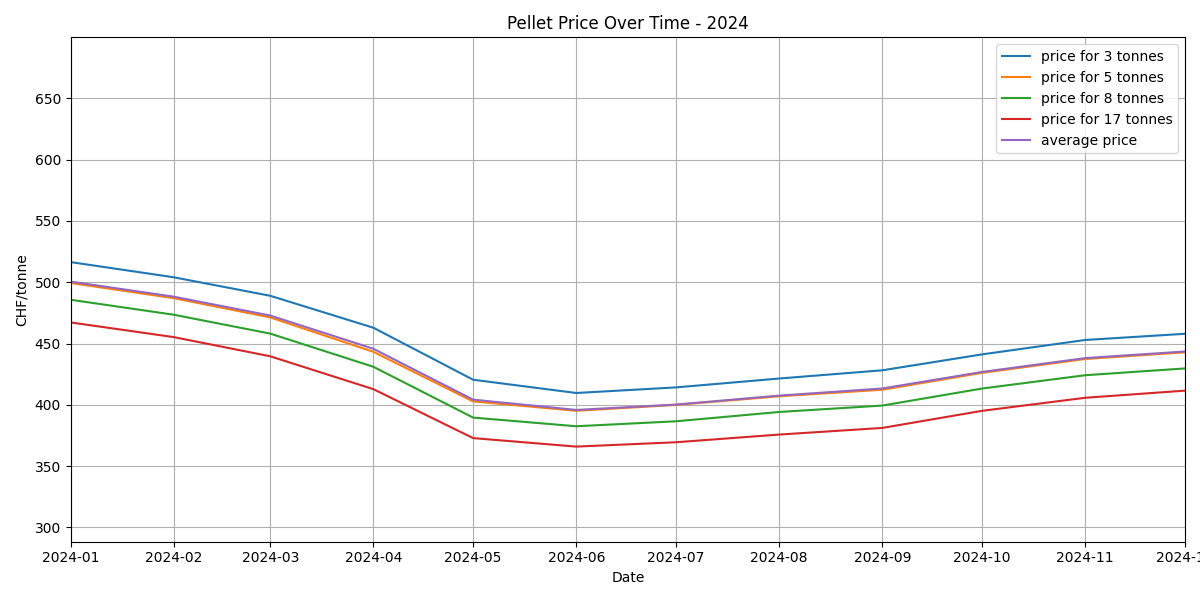 Pellet Price Over Time - 2024
price for 3 tonnes
price for 5 tonnes
price for 8 tonnes
price for 17 tonnes
average price
CHF/tonne
650
600
550
500
450
400
350
300
2024-01 2024-02 2024-03 2024-04 2024-05 2024-06 2024-07 2024-08 2024-09 2024-10 2024-11 2024-1
Date